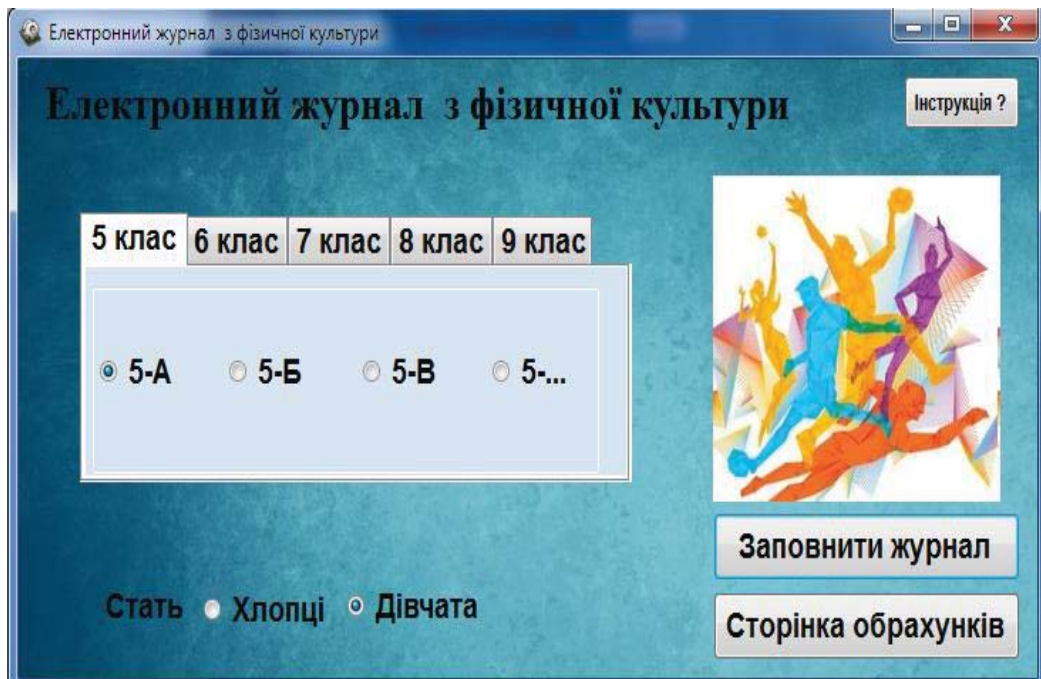 Електронний журнал з фізичної культури
Електронний журнал з фізичної культури
Інструкція ?
5 клас 6 клас 7 клас 8 клас 9 клас
5-А 5-Б 5-В 5-...
Заповнити журнал
Стать Хлопці Дівчата
Сторінка обрахунків